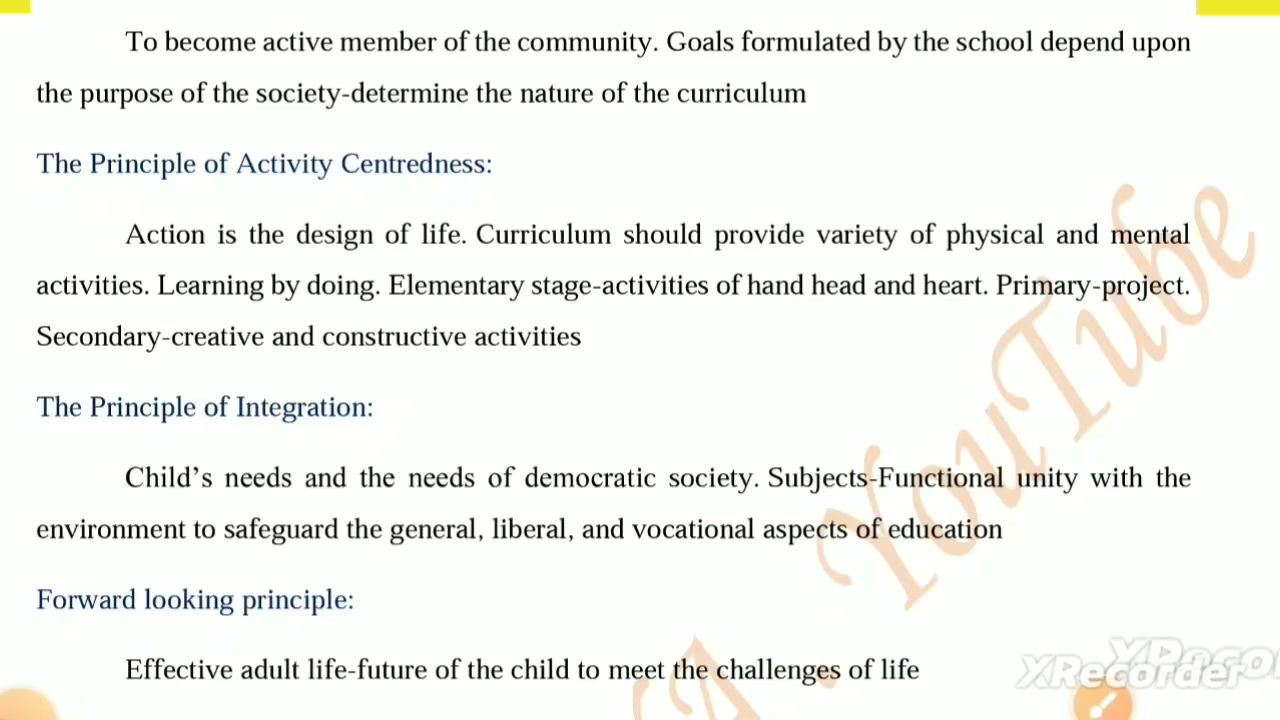 To become active member of the community. Goals formulated by the school depend upon
the purpose of the society-determine the nature of the curriculum
The Principle of Activity Centredness:
Action is the design of life. Curriculum should provide variety of physical and mental
activities. Learning by doing. Elementary stage-activities of hand head and heart. Primary-project.
Secondary-creative and constructive activities
The Principle of Integration:
Child’s needs and the needs of democratic society. Subjects-Functional unity with the
environment to safeguard the general, liberal, and vocational aspects of education
Forward looking principle:
Effective adult life-future of the child to meet the challenges of life
YouTube
XRecorder